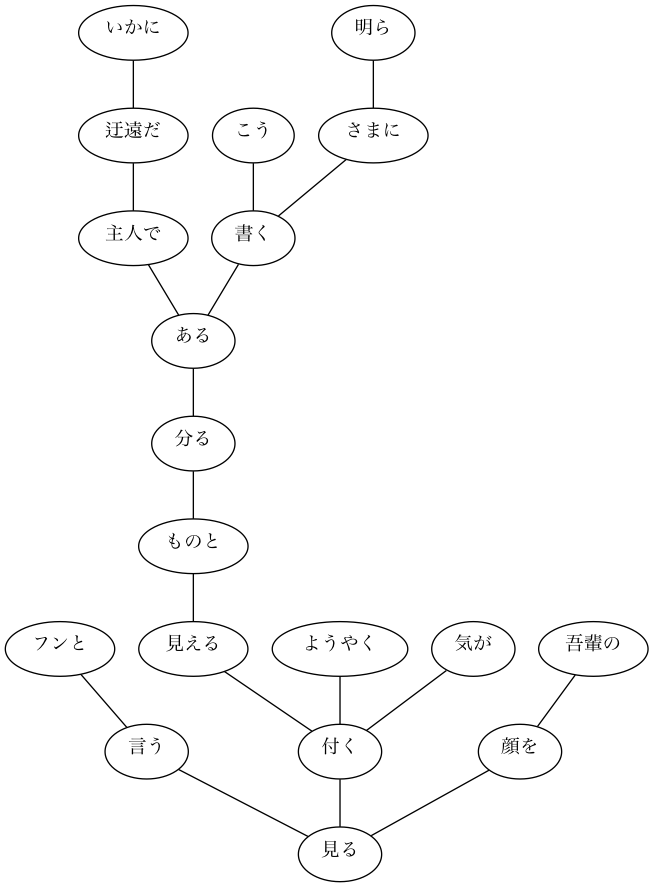 いかに
明ら
迂遠だ
こう
さまに
主人で
書く
ある
分る
ものと
フンと
見える
ようやく
気が
吾輩の
言う
付く
顔を
見る